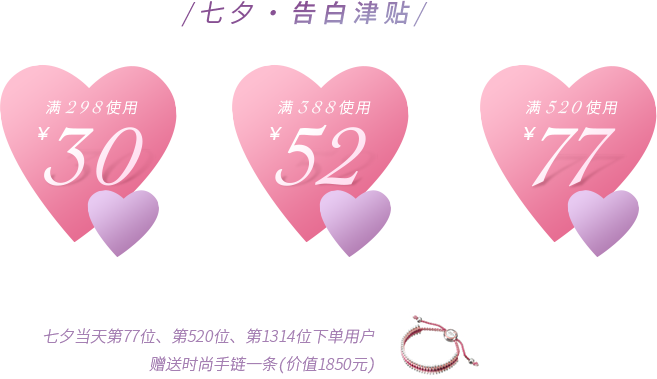 /七夕·告白津贴/
满298使用
¥30
满388使用
¥52
满520使用
¥77
七夕当天第77位、第520位、第1314位下单用户
赠送时尚手链一条(价值1850元)